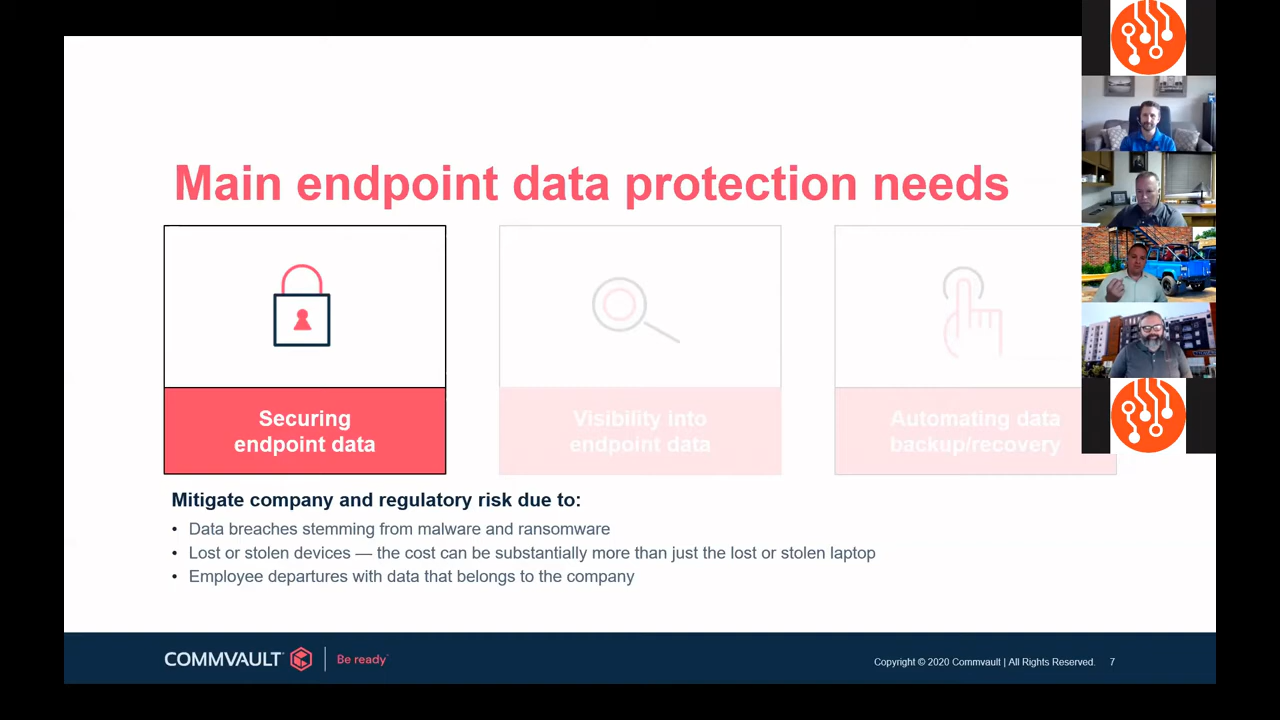 Main endpoint data protection needs
Securing
endpoint data
Visibility into
endpoint data
Automating data
backup/recovery
Mitigate company and regulatory risk due to:
• Data breaches stemming from malware and ransomware
• Lost or stolen devices — the cost can be substantially more than just the lost or stolen laptop
• Employee departures with data that belongs to the company
COMMVAULT Be ready
Copyright © 2020 Commvault | All Rights Reserved. 7